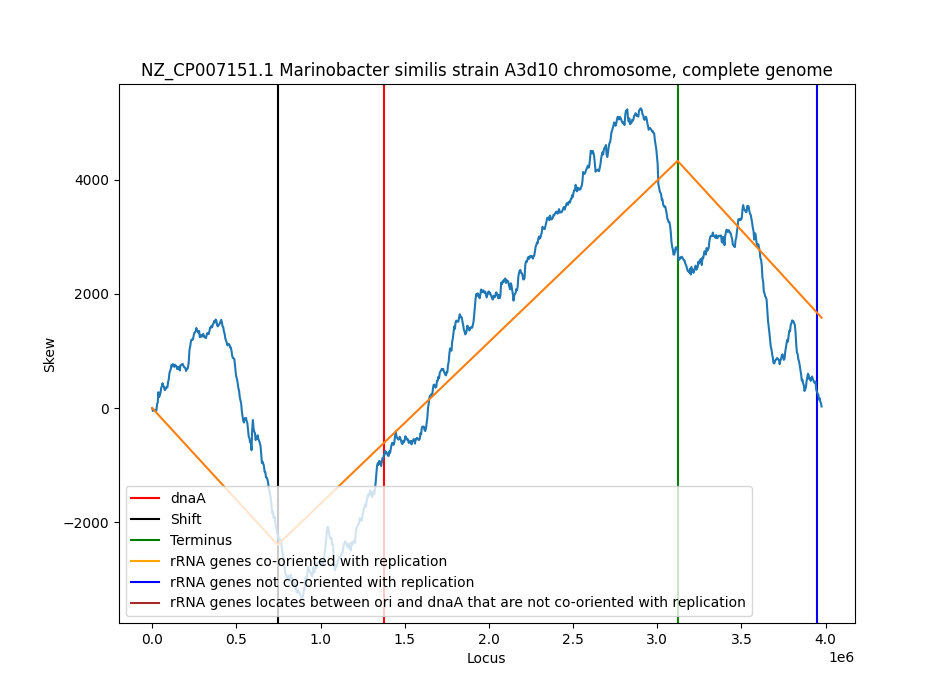 NZ_CP007151.1 Marinobacter similis strain A3d10 chromosome, complete genome
Skew
4000
2000
0
−2000
dnaA
Shift
Terminus
rRNA genes co-oriented with replication
rRNA genes not co-oriented with replication
rRNA genes locates between ori and dnaA that are not co-oriented with replication
0.0 0.5 1.0 1.5 2.0 2.5 3.0 3.5 4.0
1e6
Locus